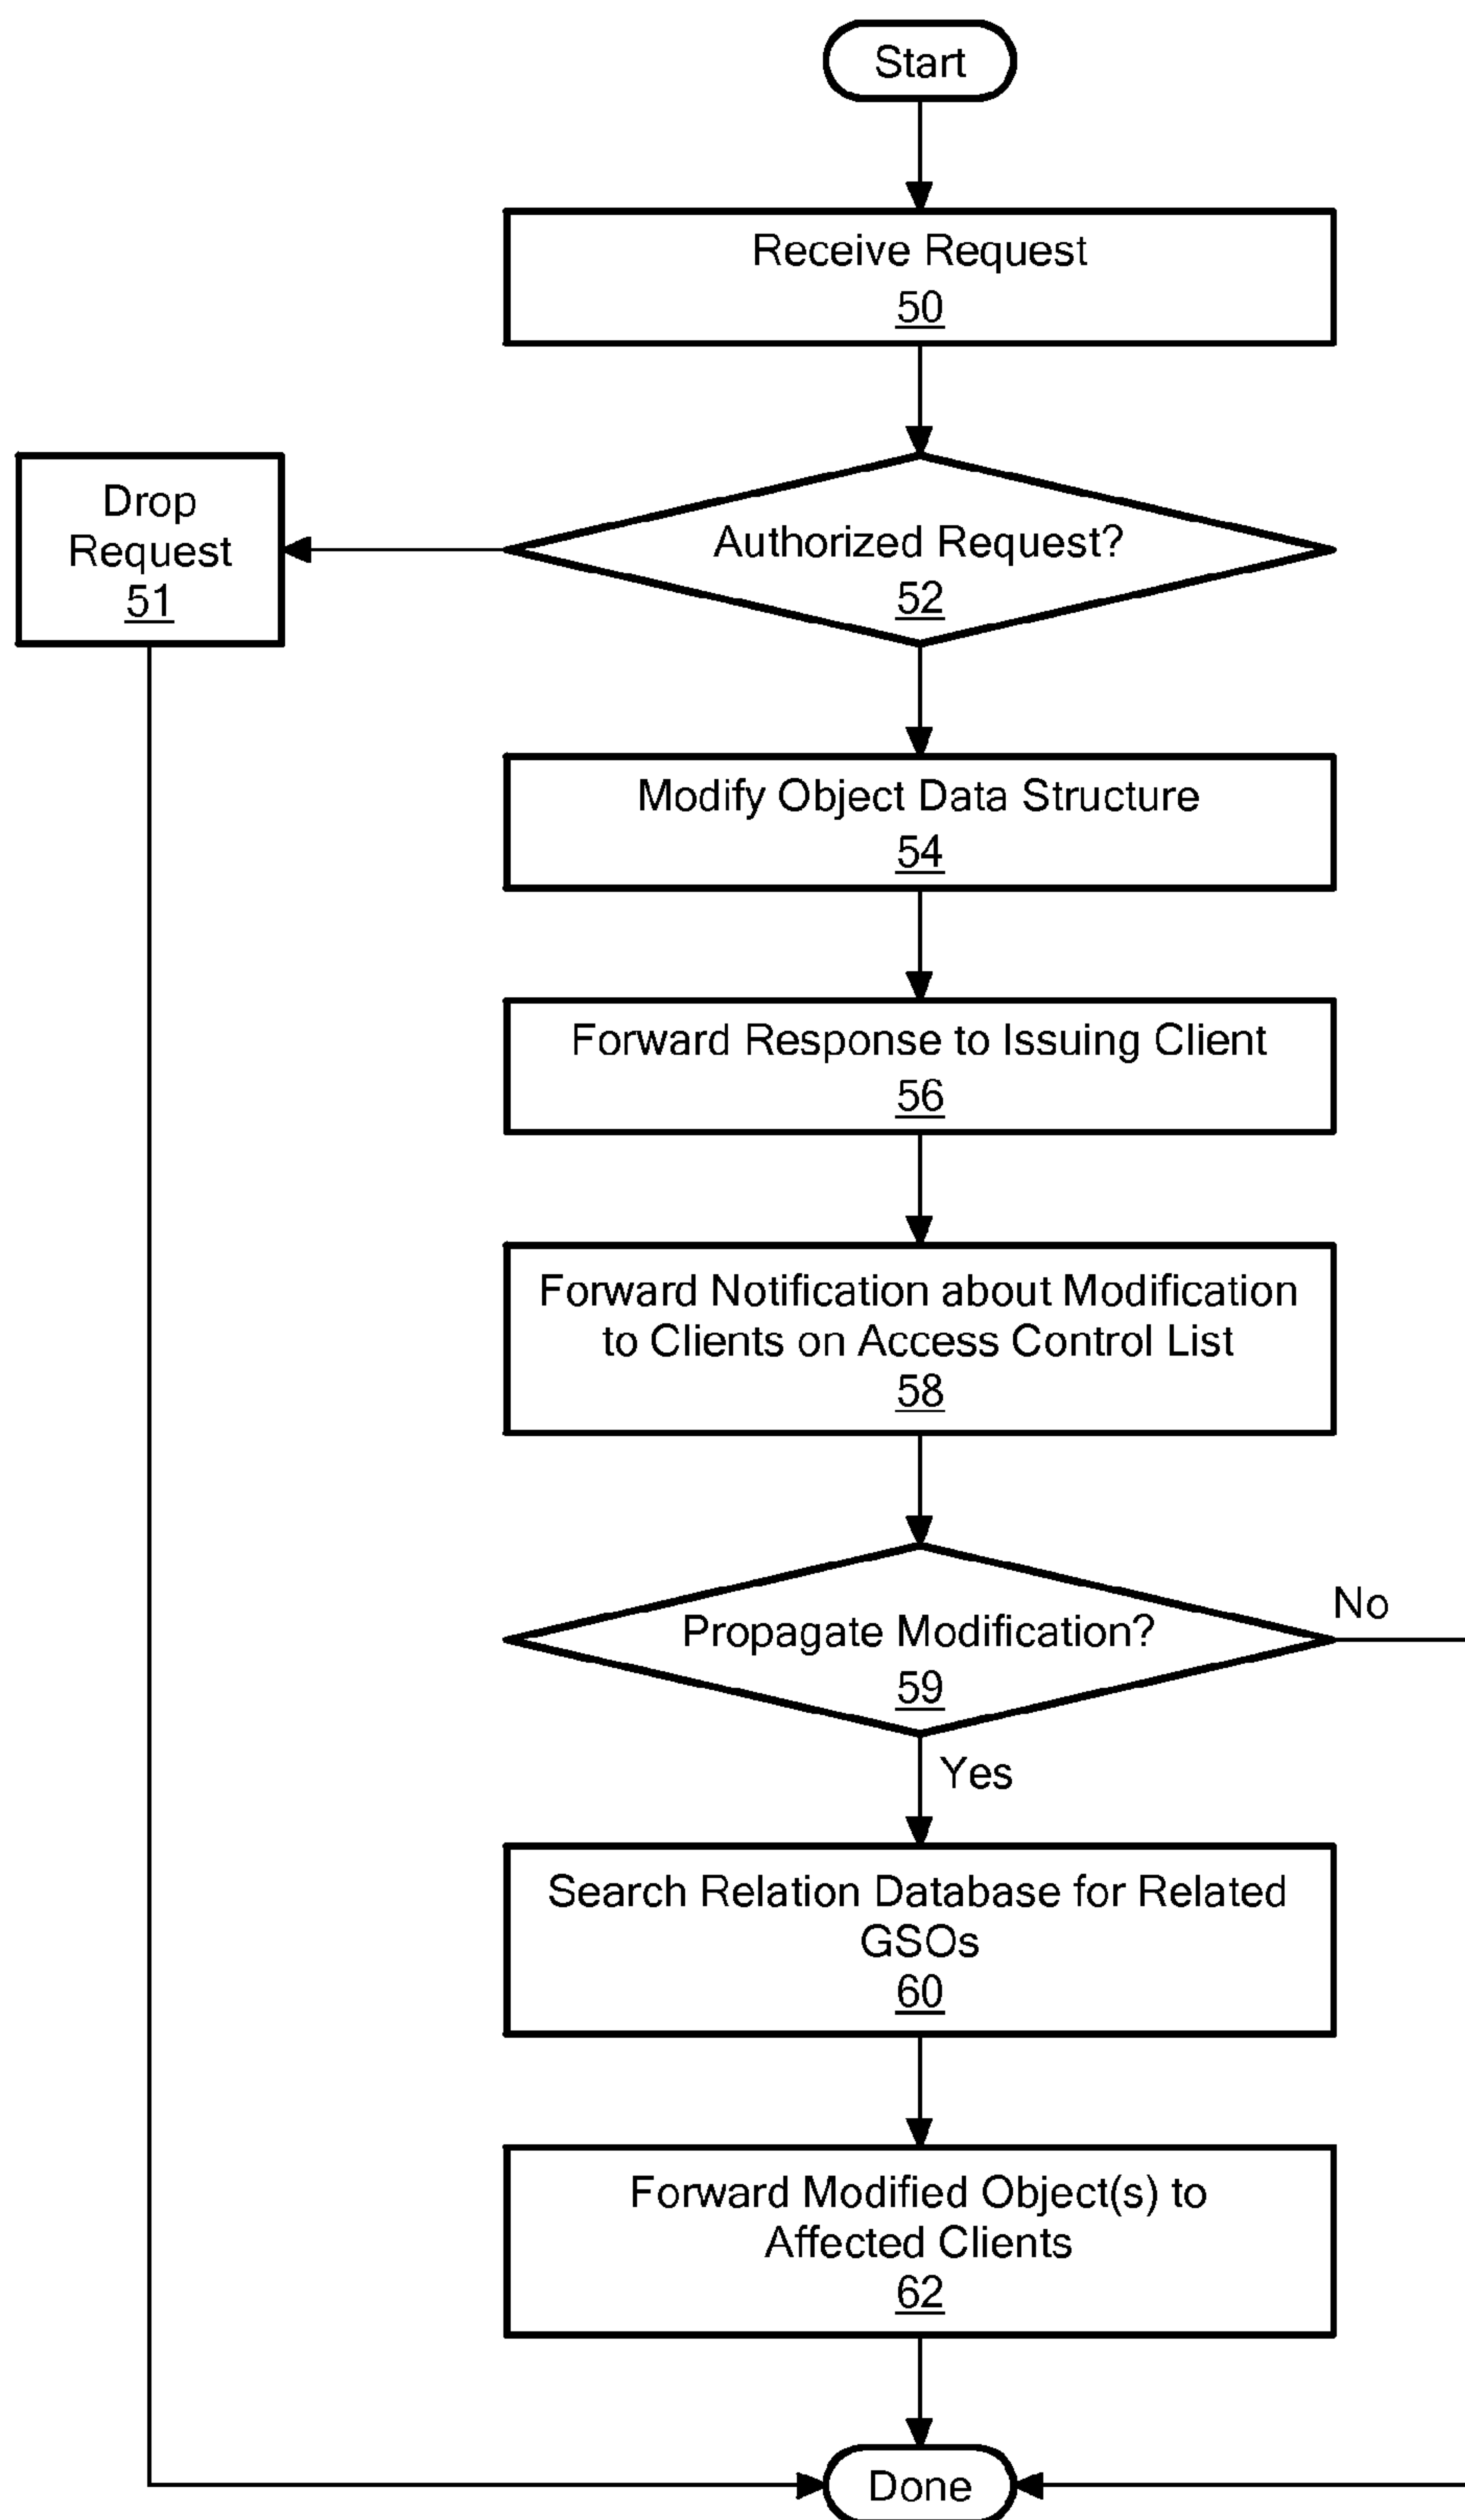 Start
Receive Request
50
Drop
Request
51
Authorized Request?
52
Modify Object Data Structure
54
Forward Response to Issuing Client
56
Forward Notification about Modification
to Clients on Access Control List
58
Propagate Modification?
59
No
Yes
Search Relation Database for Related
GSOs
60
Forward Modified Object(s) to
Affected Clients
62
Done